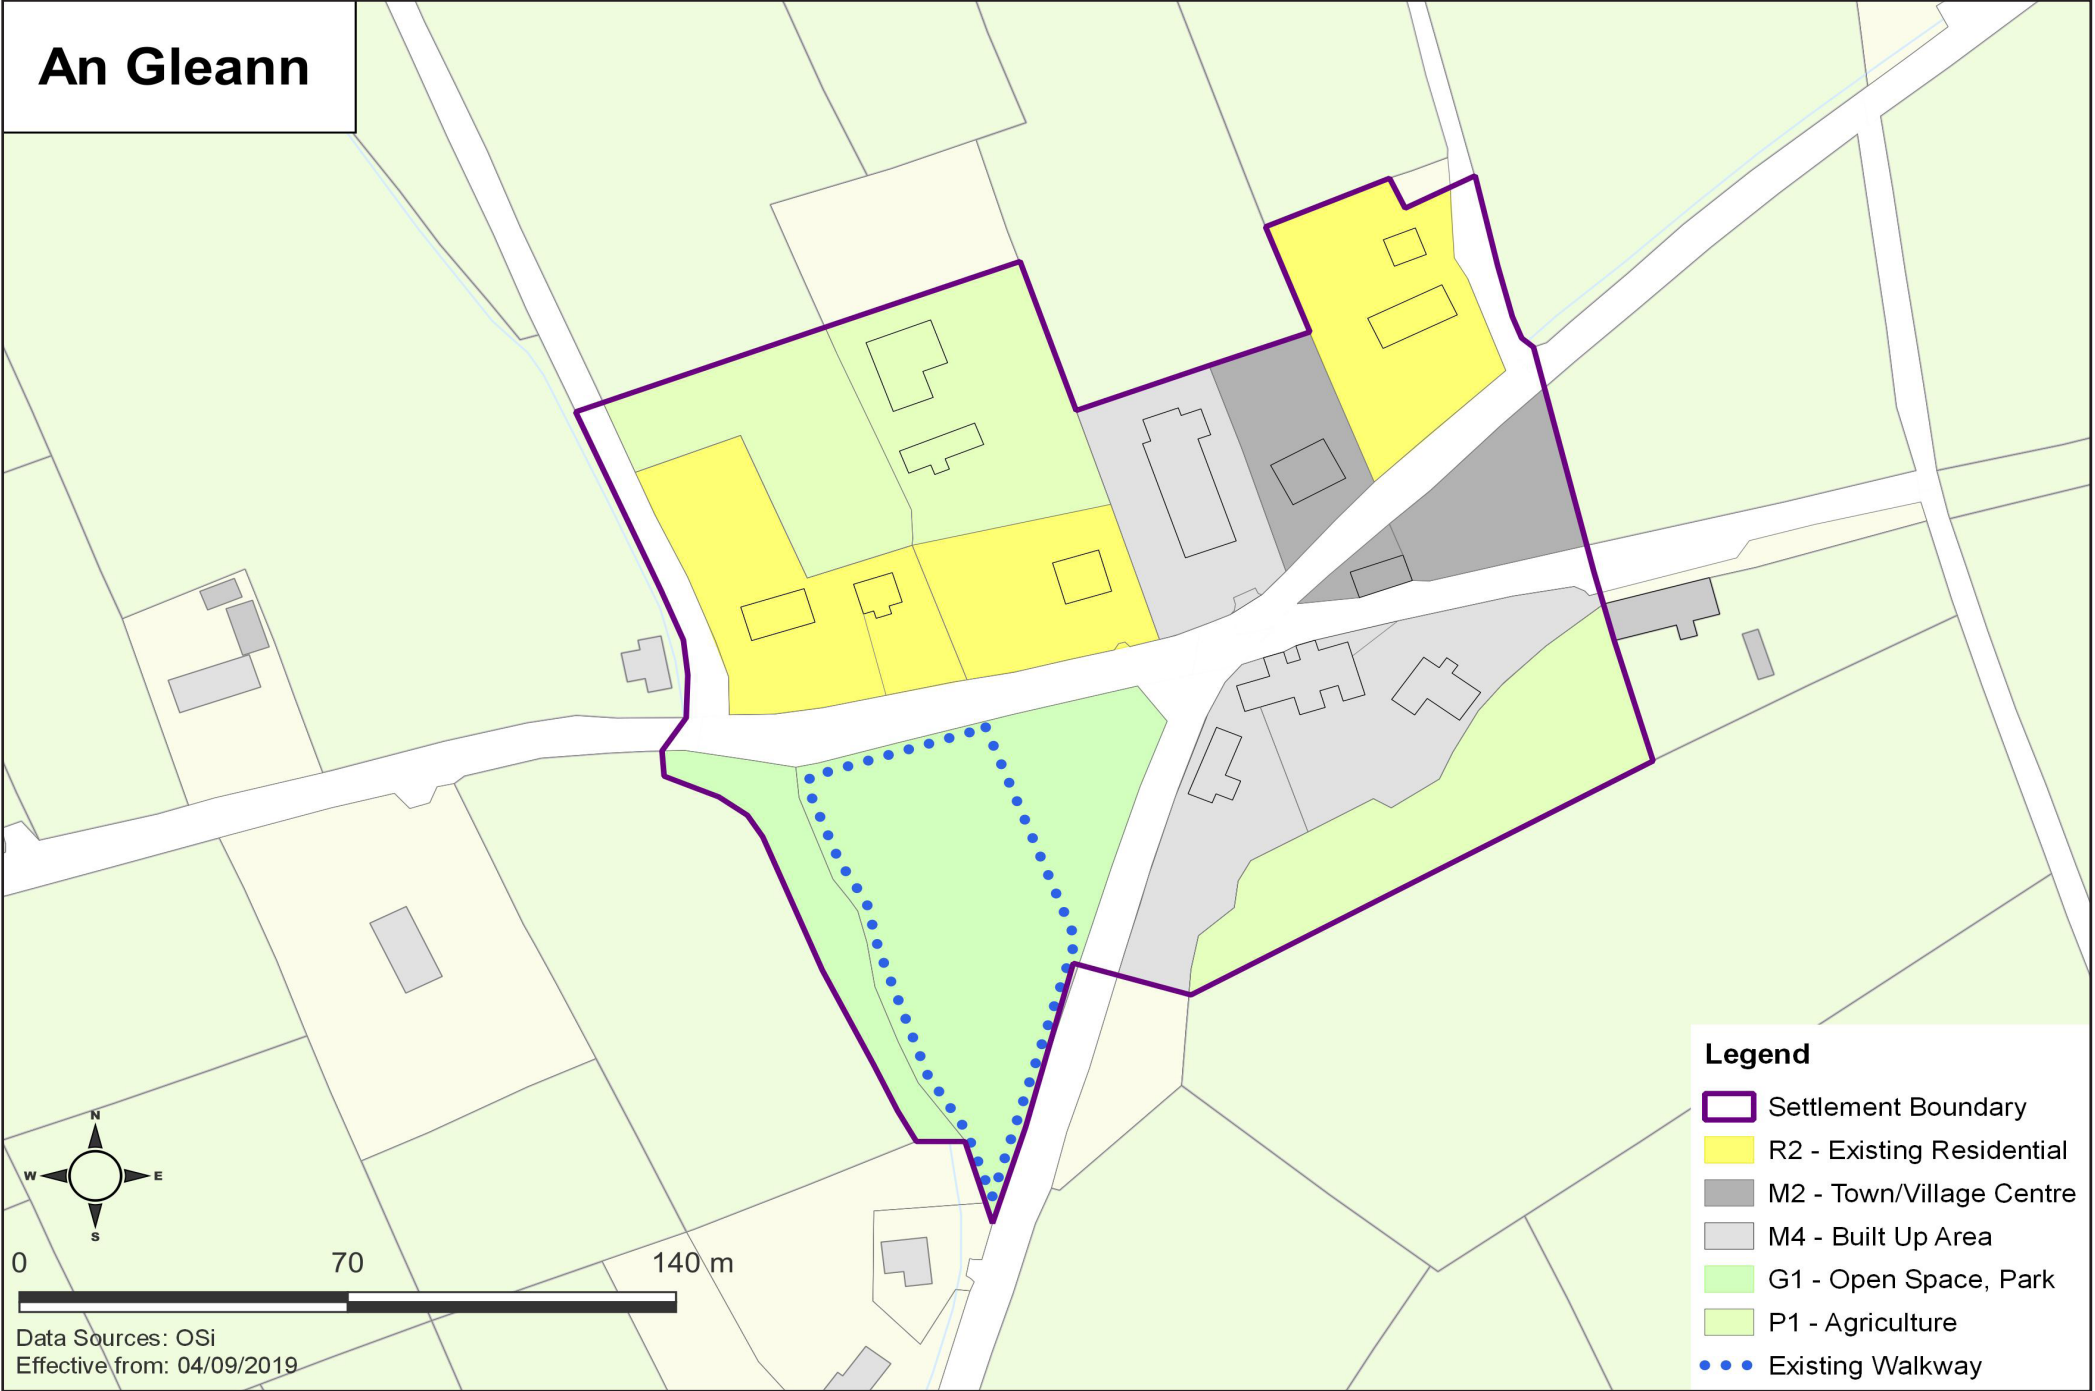 An Gleann
N
W E
S
0 70 140 m
Data Sources: OSi
Effective from: 04/09/2019
Legend
Settlement Boundary
R2 - Existing Residential
M2 - Town/Village Centre
M4 - Built Up Area
G1 - Open Space, Park
P1 - Agriculture
Existing Walkway